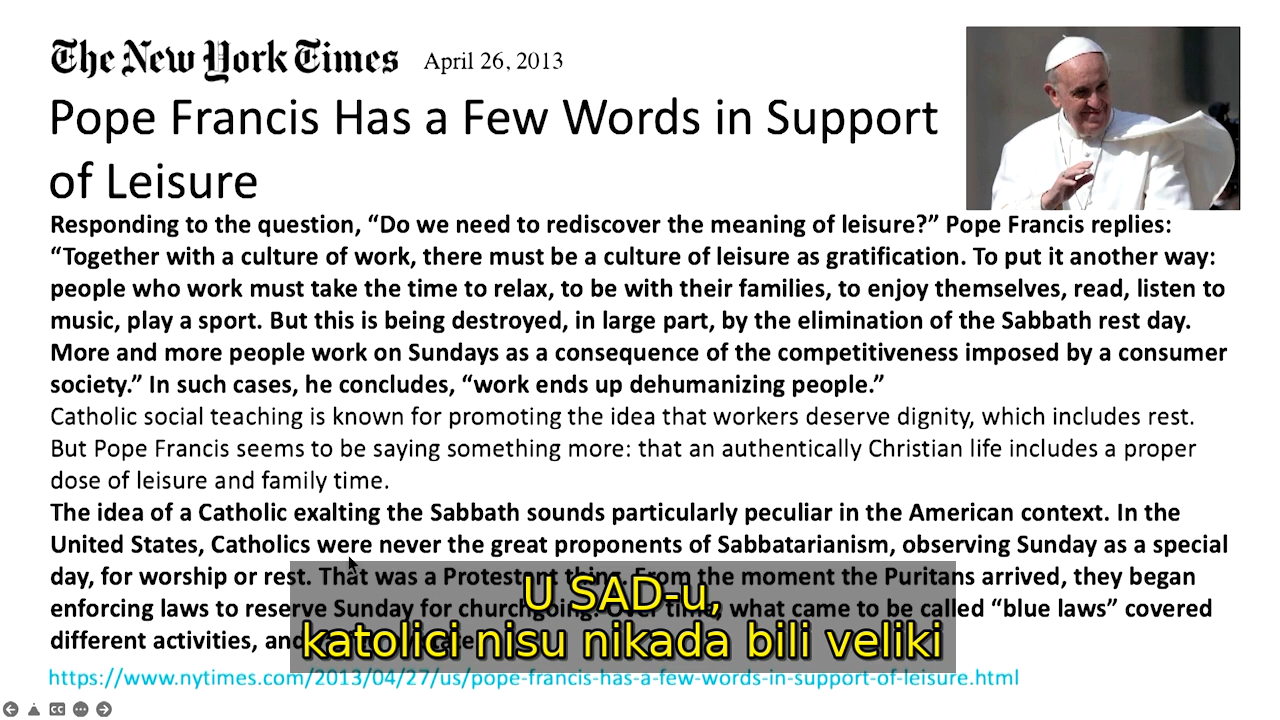 The New York Times April 26, 2013
Pope Francis Has a Few Words in Support
of Leisure
Responding to the question, “Do we need to rediscover the meaning of leisure?” Pope Francis replies:
“Together with a culture of work, there must be a culture of leisure as gratification. To put it another way:
people who work must take the time to relax, to be with their families, to enjoy themselves, read, listen to
music, play a sport. But this is being destroyed, in large part, by the elimination of the Sabbath rest day.
More and more people work on Sundays as a consequence of the competitiveness imposed by a consumer
society.” In such cases, he concludes, “work ends up dehumanizing people.”
Catholic social teaching is known for promoting the idea that workers deserve dignity, which includes rest.
But Pope Francis seems to be saying something more: that an authentically Christian life includes a proper
dose of leisure and family time.
The idea of a Catholic exalting the Sabbath sounds particularly peculiar in the American context. In the
United States, Catholics were never the great proponents of Sabbatarianism, observing Sunday as a special
day, for worship or rest. That was a Protestant thing. From the moment the Puritans arrived, they began
enforcing laws to reserve Sunday for churchgoing. Over time, what came to be called “blue laws” covered
different activities, and
U SAD-u,
katolici nisu nikada bili veliki
https://www.nytimes.com/2013/04/27/us/pope-francis-has-a-few-words-in-support-of-leisure.html
CC